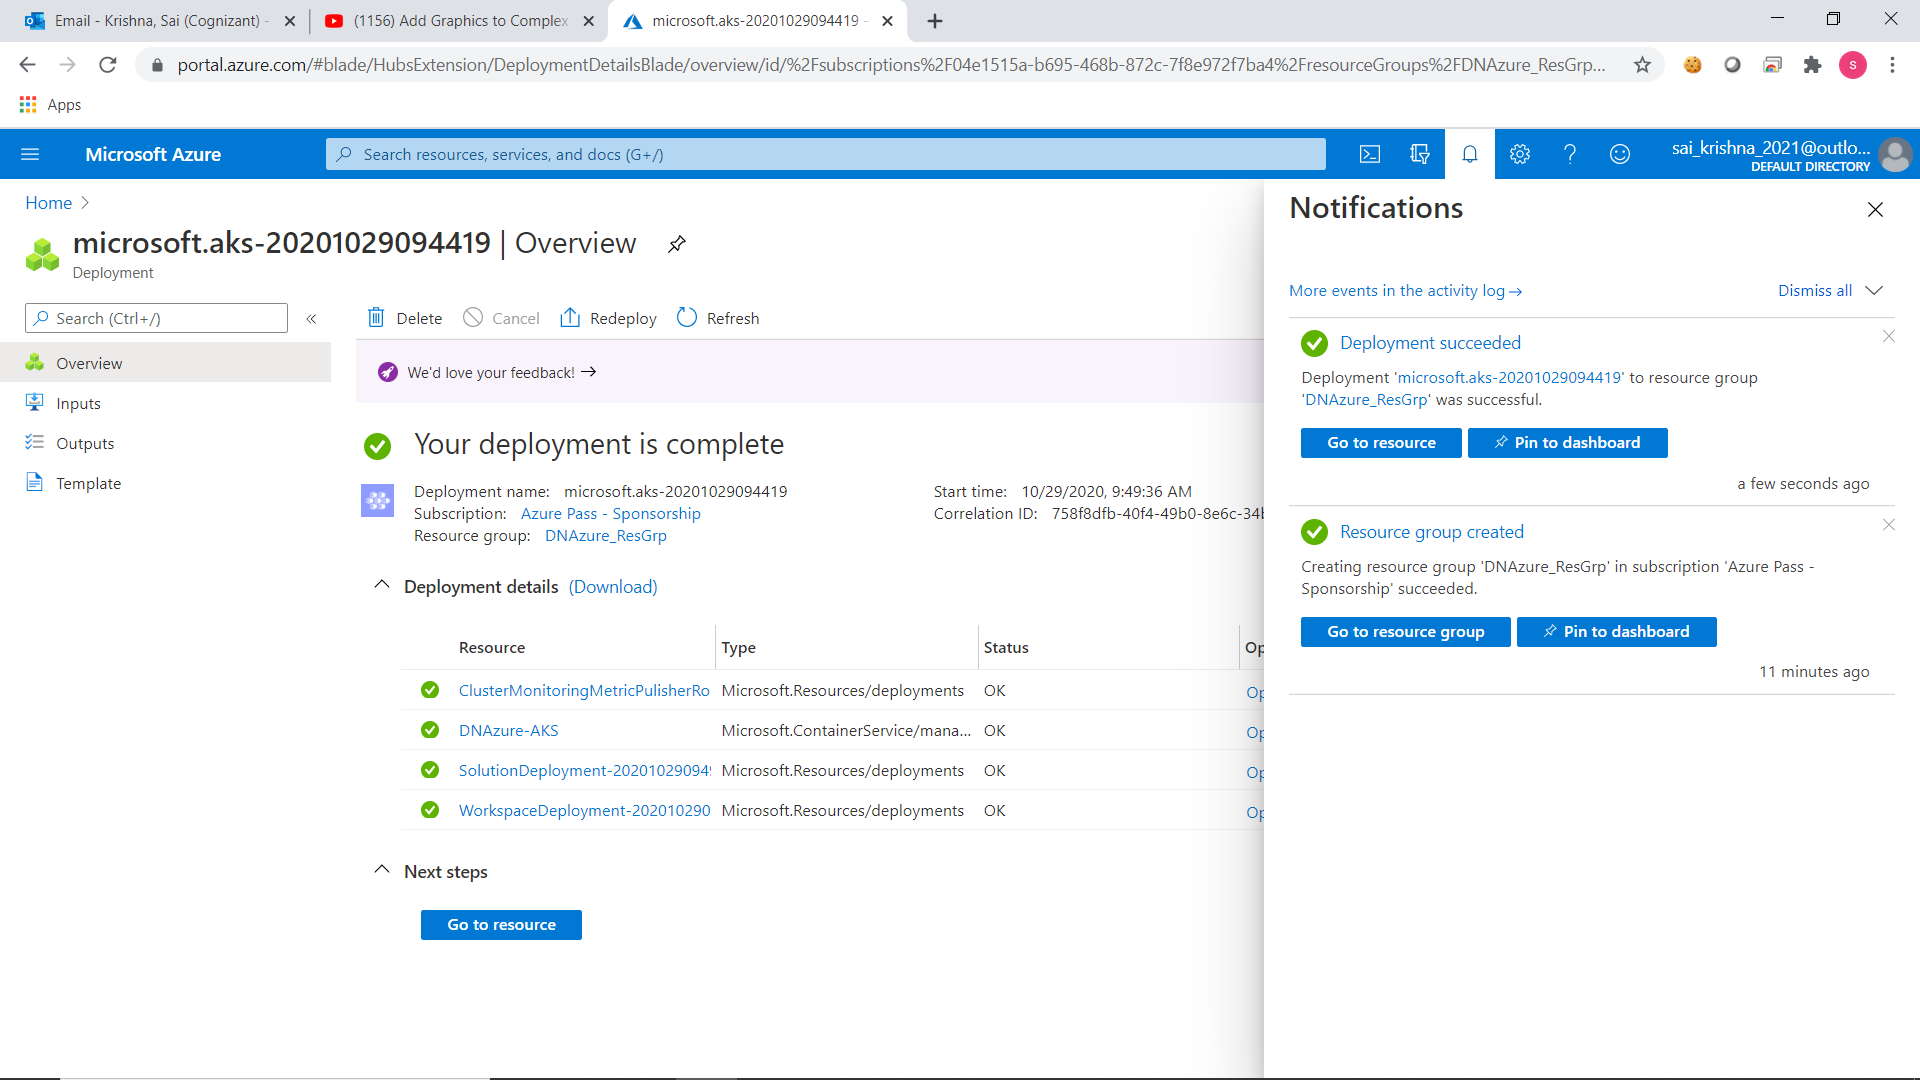 Email - Krishna, Sai (Cognizant) -
(1156) Add Graphics to Complex
microsoft.aks-20201029094419 -
portal.azure.com/#blade/HubsExtension/DeploymentDetailsBlade/overview/id/%2Fsubscriptions%2F04e1515a-b695-468b-872c-7f8e972f7ba4%2FresourceGroups%2FDNAzure_ResGrp...
S
Apps
Microsoft Azure
Search resources, services, and docs (G+/)
sai_krishna_2021@outlo...
DEFAULT DIRECTORY
Home
microsoft.aks-20201029094419 | Overview
Deployment
Search (Ctrl+/)
«
Overview
Inputs
Outputs
Template
Delete
Cancel
Redeploy
Refresh
We'd love your feedback! →
Your deployment is complete
Deployment name: microsoft.aks-20201029094419
Subscription: Azure Pass - Sponsorship
Resource group: DNAzure_ResGrp
Start time: 10/29/2020, 9:49:36 AM
Correlation ID: 758f8dfb-40f4-49b0-8e6c-34b
Deployment details (Download)
Resource Type Status Op
ClusterMonitoringMetricPulisherRo Microsoft.Resources/deployments OK Op
DNAzure-AKS Microsoft.ContainerService/mana... OK Op
SolutionDeployment-20201029094 Microsoft.Resources/deployments OK Op
WorkspaceDeployment-202010290 Microsoft.Resources/deployments OK Op
Next steps
Go to resource
Notifications
More events in the activity log →
Dismiss all
Deployment succeeded
Deployment 'microsoft.aks-20201029094419' to resource group
'DNAzure_ResGrp' was successful.
Go to resource
Pin to dashboard
a few seconds ago
Resource group created
Creating resource group 'DNAzure_ResGrp' in subscription 'Azure Pass -
Sponsorship' succeeded.
Go to resource group
Pin to dashboard
11 minutes ago